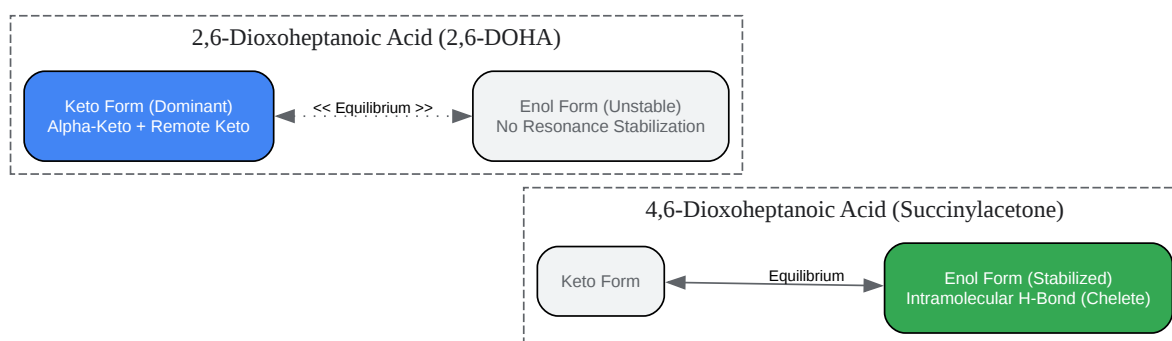 2,6-Dioxoheptanoic Acid (2,6-DOHA)
Keto Form (Dominant)
Alpha-Keto + Remote Keto
<< Equilibrium >>
Enol Form (Unstable)
No Resonance Stabilization
4,6-Dioxoheptanoic Acid (Succinylacetone)
Keto Form
Equilibrium
Enol Form (Stabilized)
Intramolecular H-Bond (Chelete)